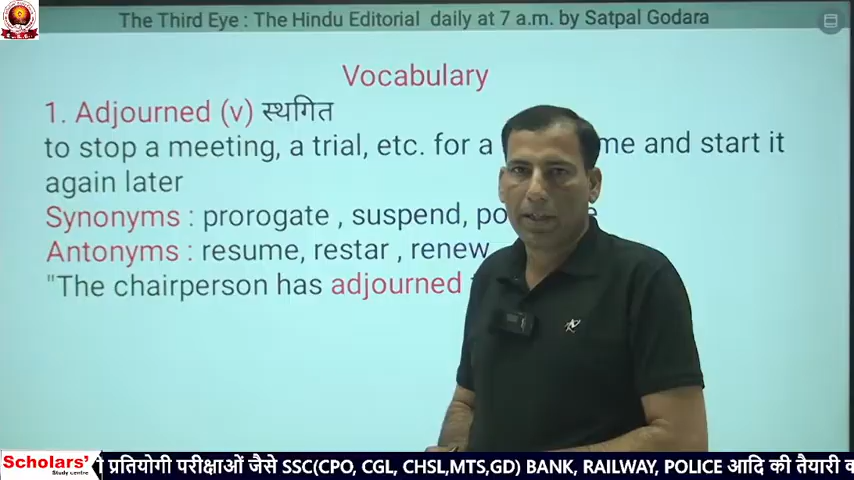 The Third Eye : The Hindu Editorial daily at 7 a.m. by Satpal Godara
Vocabulary
1. Adjourned (v) स्थगित
to stop a meeting, a trial, etc. for a me and start it
again later
Synonyms : prorogate , suspend, po e
Antonyms : resume, restar , renew
"The chairperson has adjourned
Scholars'
Study centre
प्रतियोगी परीक्षाओं जैसे SSC(CPO, CGL, CHSL,MTS,GD) BANK, RAILWAY, POLICE आदि की तैयारी